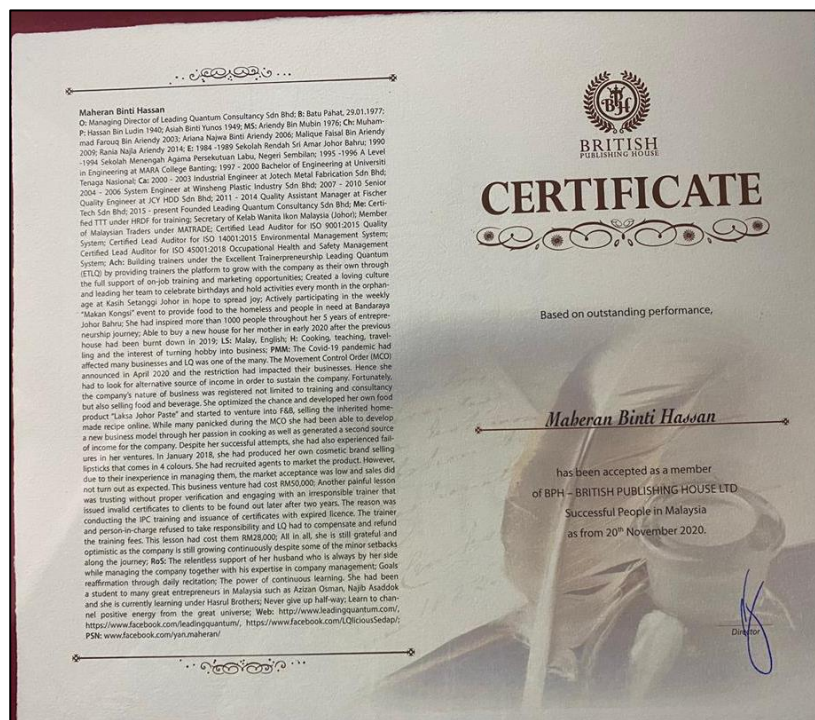 Maheran Binti Hassan
O: Managing Director of Leading Quantum Consultancy Sdn Bhd; B: Batu Pahat, 29.01.1977;
P: Hassan Bin Ludin 1940; Asiah Binti Yunos 1949; MS: Ariendy Bin Mubin 1976; Ch: Muham-
mad Farouq Bin Ariendy 2003; Ariana Najwa Binti Ariendy 2006; Malique Faisal Bin Ariendy
2009; Rania Najla Ariendy 2014; E: 1984 -1989 Sekolah Rendah Sri Amar Johor Bahru; 1990
-1994 Sekolah Menengah Agama Persekutuan Labu, Negeri Sembilan; 1995 -1996 A Level
in Engineering at MARA College Banting; 1997 - 2000 Bachelor of Engineering at Universiti
Tenaga Nasional; Ca: 2000 - 2003 Industrial Engineer at Jotech Metal Fabrication Sdn Bhd;
2004 - 2006 System Engineer at Winsheng Plastic Industry Sdn Bhd; 2007 - 2010 Senior
Quality Engineer at JCY HDD Sdn Bhd; 2011 - 2014 Quality Assistant Manager at Fischer
Tech Sdn Bhd; 2015 - present Founded Leading Quantum Consultancy Sdn Bhd; Me: Certi-
fied TTT under HRDF for training; Secretary of Kelab Wanita Ikon Malaysia (Johor); Member
of Malaysian Traders under MATRADE; Certified Lead Auditor for ISO 9001:2015 Quality
System; Certified Lead Auditor for ISO 14001:2015 Environmental Management System;
Certified Lead Auditor for ISO 45001:2018 Occupational Health and Safety Management
System; Ach: Building trainers under the Excellent Trainerpreneurship Leading Quantum
(ETLQ) by providing trainers the platform to grow with the company as their own through
the full support of on-job training and marketing opportunities; Created a loving culture
and leading her team to celebrate birthdays and hold activities every month in the orphan-
age at Kasih Setanggi Johor in hope to spread joy; Actively participating in the weekly
"Makan Kongsi" event to provide food to the homeless and people in need at Bandaraya
Johor Bahru; She had inspired more than 1000 people throughout her 5 years of entrepre-
neurship journey; Able to buy a new house for her mother in early 2020 after the previous
house had been burnt down in 2019; LS: Malay, English; H: Cooking, teaching, travel-
ling and the interest of turning hobby into business; PMM: The Covid-19 pandemic had
affected many businesses and LQ was one of the many. The Movement Control Order (MCO)
announced in April 2020 and the restriction had impacted their business. Hence she
had to look for alternative source of income in order to sustain the company. Fortunately,
the company's nature of business was registered not limited to training and consultancy
but also selling food and beverage. She optimized the chance and developed her own food
product "Laksa Johor Paste" and started to venture into F&B, selling the inherited home-
made recipe online. While many panicked during the MCO she had been able to develop
a new business model through her passion in cooking as well as generated a second source
of income for the company. Despite her successful attempts, she had also experienced fail-
ures in her ventures. In January 2018, she had produced her own cosmetic brand selling
lipsticks that comes in 4 colours. She had recruited agents to market the product. However,
due to their inexperience in managing them, the market acceptance was low and sales did
not turn out as expected. This business venture had cost RM50,000; Another painful lesson
was trusting without proper verification and engaging with an irresponsible trainer that
issued invalid certificates to clients to be found out later after two years. The reason was
conducting the IPC training and issuance of certificates with expired licence. The trainer
and person-in-charge refused to take responsibility and LQ had to compensate and refund
the training fees. This lesson had cost them RM28,000; All in all, she is still grateful and
optimistic as the company is still growing continuously despite some of the minor setbacks
along the journey; RoS: The relentless support of her husband who is always by her side
while managing the company together with his expertise in company management; Goals
reaffirmation through daily recitation; The power of continuous learning. She had been
a student to many great entrepreneurs in Malaysia such as Azizan Osman, Najib Asaddok
and she is currently learning under Hasrul Brothers; Never give up half-way; Learn to chan-
nel positive energy from the great universe; Web: http://www.leadingquantum.com/,
https://www.facebook.com/leadingquantum/, https://www.facebook.com/LQliciousSedap/;
PSN: www.facebook.com/yan.maheran/
BPH
BRITISH
PUBLISHING HOUSE
CERTIFICATE
Based on outstanding performance,
Maheran Binti Hassan
has been accepted as a member
of BPH – BRITISH PUBLISHING HOUSE LTD
Successful People in Malaysia
as from 20th November 2020.
Director